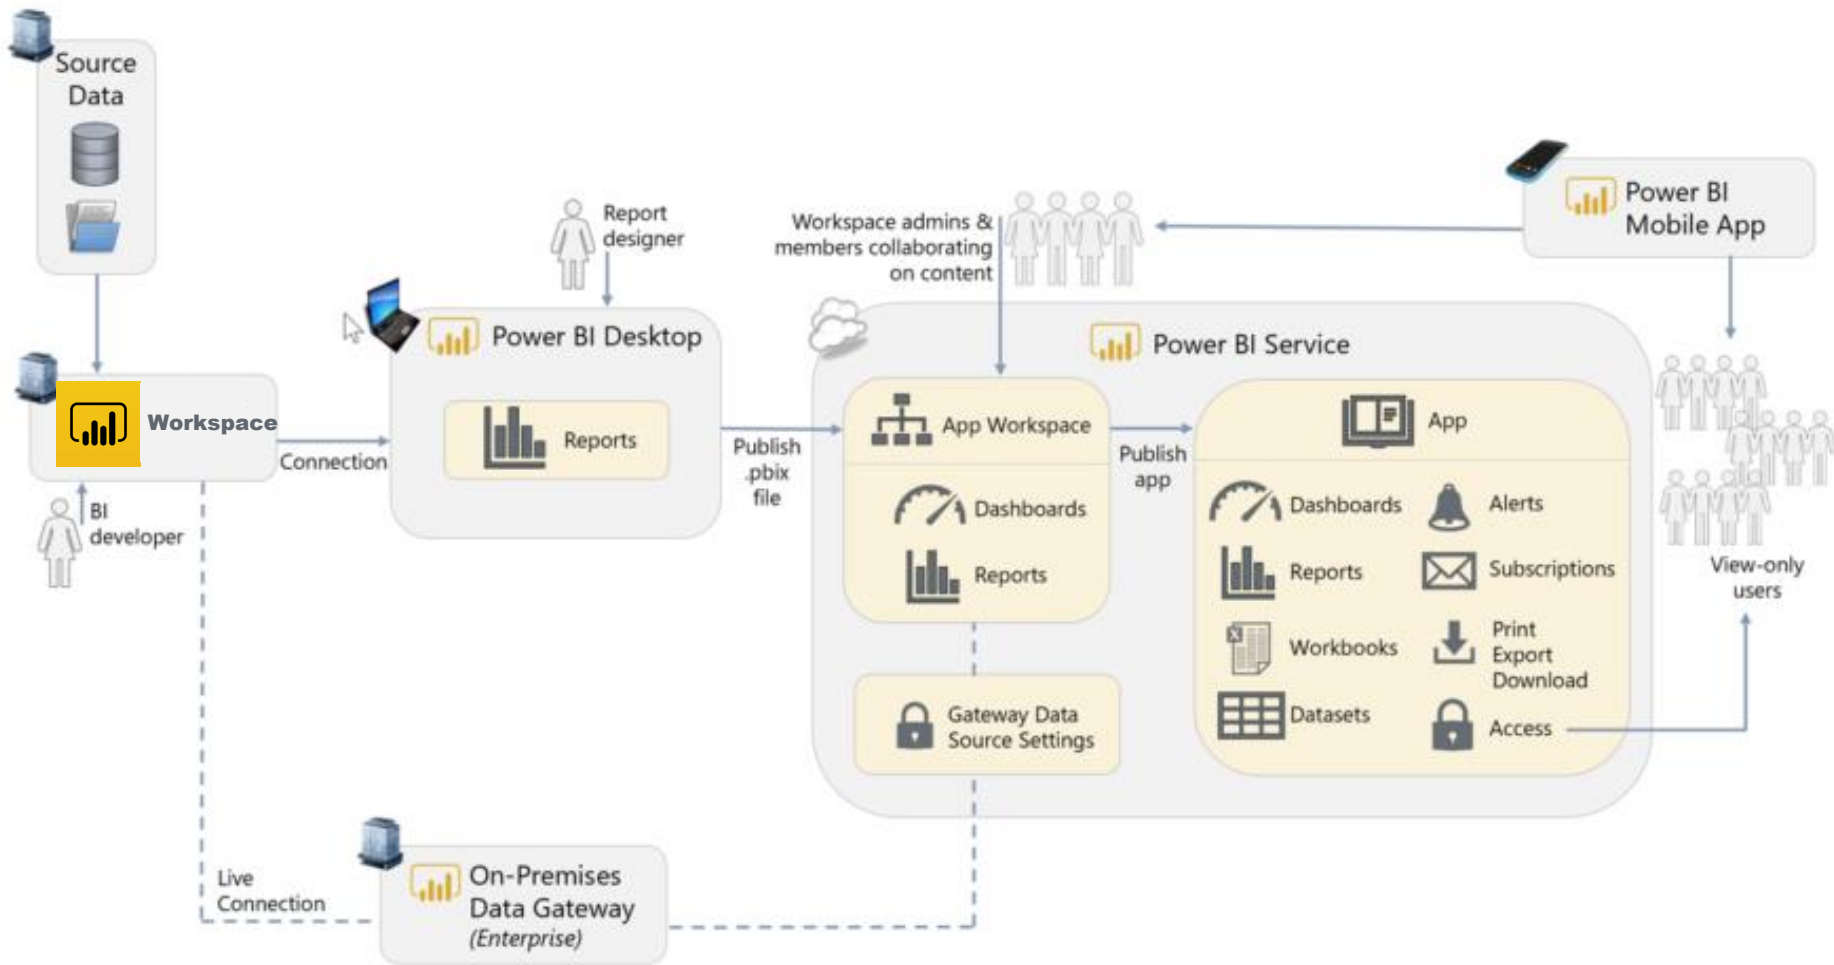 Source
Data
Workspace
BI
developer
Connection
Report
designer
Power BI Desktop
Reports
Publish
.pbix
file
Workspace admins &
members collaborating
on content
Power BI Service
App Workspace
Dashboards
Reports
Publish
app
Gateway Data
Source Settings
App
Dashboards
Reports
Workbooks
Datasets
Alerts
Subscriptions
Print
Export
Download
Access
Power BI
Mobile App
View-only
users
Live
Connection
On-Premises
Data Gateway
(Enterprise)